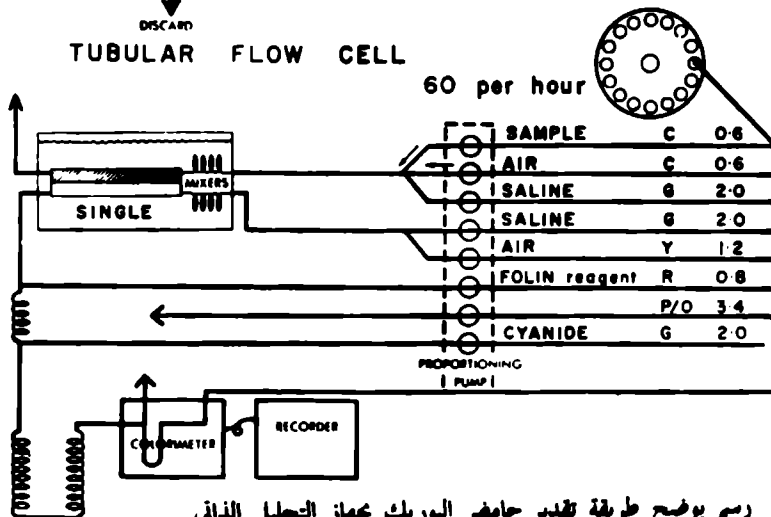 DISCARD
TUBULAR FLOW CELL
60 per hour
SAMPLE C 0·6
AIR C 0·6
SALINE G 2·0
SALINE G 2·0
AIR Y 1·2
FOLIN reagent R 0·8
P/O 3·4
CYANIDE G 2·0
MIXERS
SINGLE
PROPORTIONING
PUMP
COLORIMETER
RECORDER
رسم يوضح طريقة تقدير حامض اليوريك بجهاز التحليل الذاتي